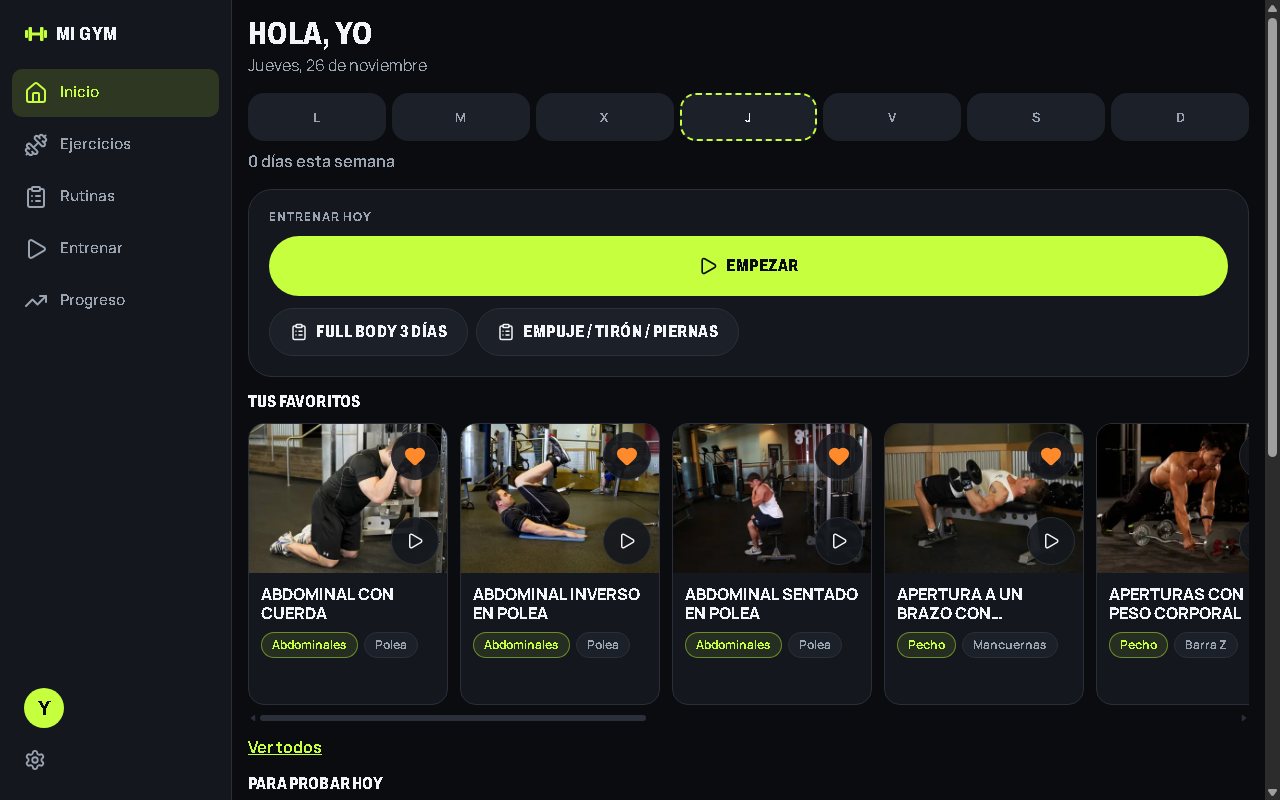 MI GYM
Inicio
Ejercicios
Rutinas
Entrenar
Progreso
Y
HOLA, YO
Jueves, 26 de noviembre
L M X J V S D
0 días esta semana
ENTRENAR HOY
EMPEZAR
FULL BODY 3 DÍAS
EMPUJE / TIRÓN / PIERNAS
TUS FAVORITOS
ABDOMINAL CON
CUERDA
Abdominales Polea
ABDOMINAL INVERSO
EN POLEA
Abdominales Polea
ABDOMINAL SENTADO
EN POLEA
Abdominales Polea
APERTURA A UN
BRAZO CON...
Pecho Mancuernas
APERTURAS CON
PESO CORPORAL
Pecho Barra Z
Ver todos
PARA PROBAR HOY